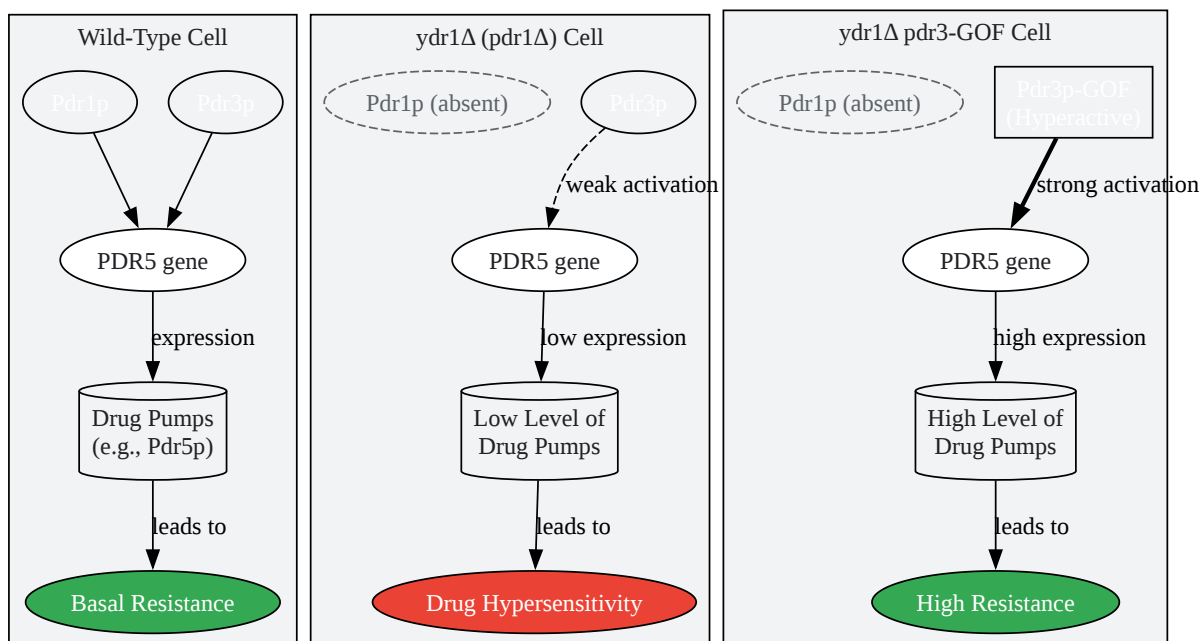 Wild-Type Cell
Pdr1p
Pdr3p
PDR5 gene
expression
Drug Pumps
(e.g., Pdr5p)
leads to
Basal Resistance
ydr1Δ (pdr1Δ) Cell
Pdr1p (absent)
Pdr3p
weak activation
PDR5 gene
low expression
Low Level of
Drug Pumps
leads to
Drug Hypersensitivity
ydr1Δ pdr3-GOF Cell
Pdr1p (absent)
Pdr3p-GOF
(Hyperactive)
strong activation
PDR5 gene
high expression
High Level of
Drug Pumps
leads to
High Resistance